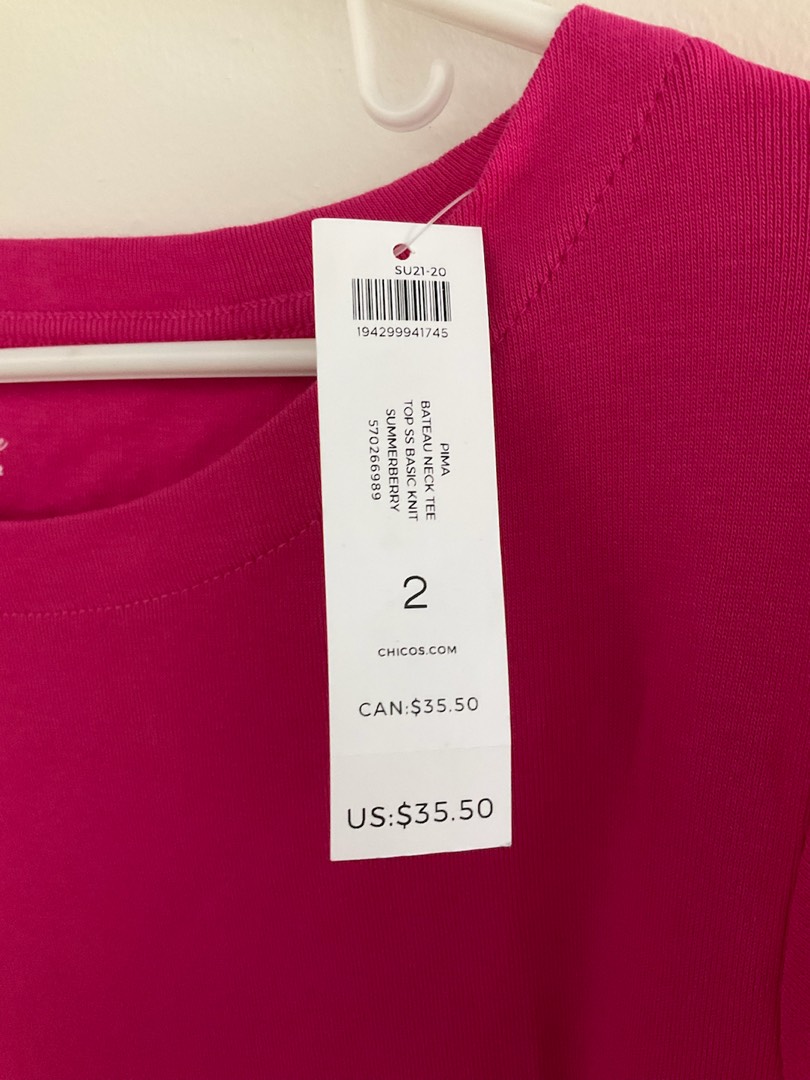 SU21-20
194299941745
PIMA
BATEAU NECK TEE
TOP SS BASIC KNIT
SUMMERBERRY
570266989
2
CHICOS.COM
CAN:$35.50
US:$35.50